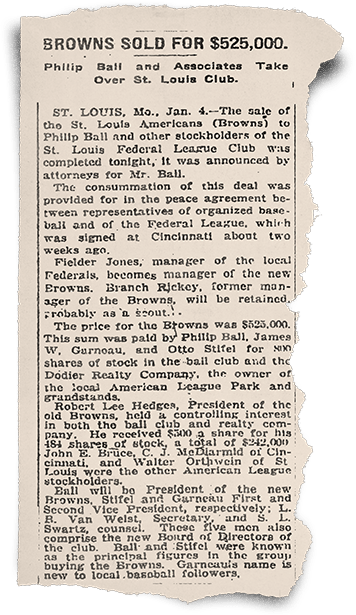 BROWNS SOLD FOR $525,000.
Philip Ball and Associates Take
Over St. Louis Club.
ST. LOUIS, Mo., Jan. 4.—The sale of
the St. Louis Americans (Browns) to
Philip Ball and other stockholders of the
St. Louis Federal League Club was
completed tonight, it was announced by
attorneys for Mr. Ball.
The consummation of this deal was
provided for in the peace agreement be-
tween representatives of organized base-
ball and of the Federal League, which
was signed at Cincinnati about two
weeks ago.
Fielder Jones, manager of the local
Federals, becomes manager of the new
Browns. Branch Rickey, former man-
ager of the Browns, will be retained,
probably as a scout.
The price for the Browns was $525,000.
This sum was paid by Philip Ball, James
W. Garneau, and Otto Stifel for 800
shares of stock in the ball club and the
Dodier Realty Company, the owner of
the local American League Park and
grandstands.
Robert Lee Hedges, President of the
old Browns, held a controlling interest
in both the ball club and realty com-
pany. He received $500 a share for his
484 shares of stock, a total of $242,000
John E. Bruce, C. J. McDiarmid of Cin-
cinnati, and Walter Orthwein of St.
Louis were the other American League
stockholders.
Ball will be President of the new
Browns, Stifel and Garneau First and
Second Vice President, respectively; L.
B. Van Weist, Secretary, and S. L.
Swartz, counsel. These five men also
comprise the new Board of Directors of
the club. Ball and Stifel were known
as the principal figures in the group
buying the Browns. Garneau's name is
new to local baseball followers.